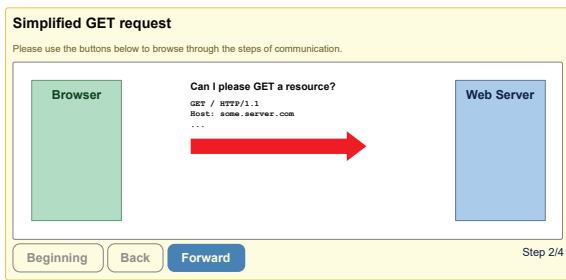 Simplified GET request
Please use the buttons below to browse through the steps of communication.
Browser
Can I please GET a resource?
GET / HTTP/1.1
Host: some.server.com
...
Web Server
Beginning
Back
Forward
Step 2/4